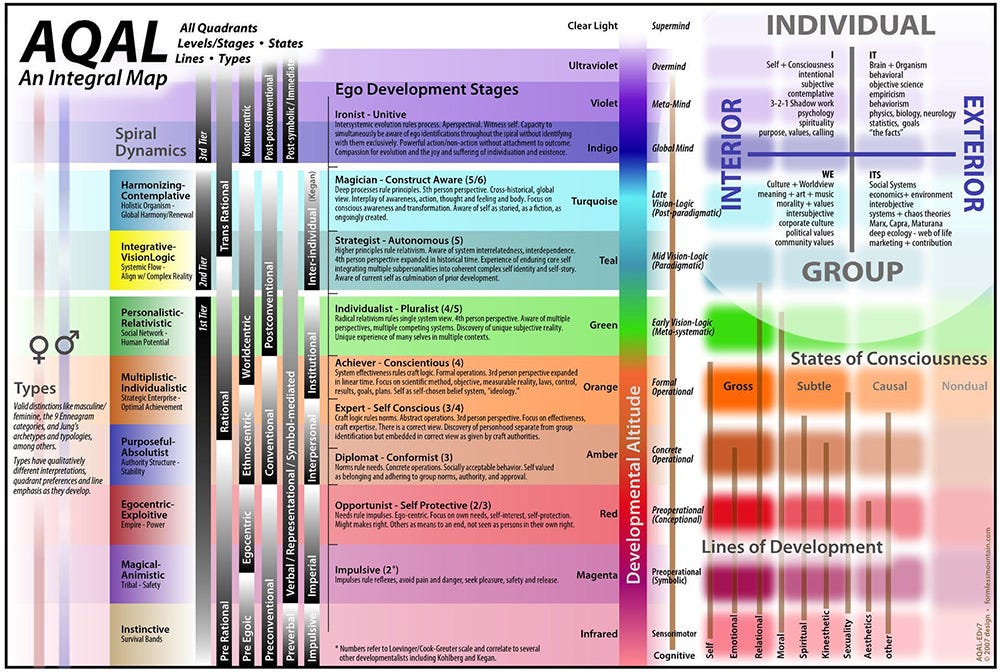 AQAL
An Integral Map
All Quadrants
Levels/Stages • States
Lines • Types
Spiral
Dynamics
Harmonizing-
Contemplative
Holistic Organism -
Global Harmony/Renewal
Integrative-
VisionLogic
Systemic Flow -
Align w/ Complex Reality
Personalistic-
Relativistic
Social Network -
Human Potential
Multiplistic-
Individualistic
Strategic Enterprise -
Optimal Achievement
Purposeful-
Absolutist
Authority Structure -
Stability
Egocentric-
Exploitive
Empire - Power
Magical-
Animistic
Tribal - Safety
Instinctive
Survival Bands
♀ ♂
Types
Valid distinctions like masculine/
feminine, the 9 Enneagram
categories, and Jung's
archetypes and typologies,
among others.
Types have qualitatively
different interpretations,
quadrant preferences and line
emphasis as they develop.
3rd Tier
2nd Tier
1st Tier
Trans Rational
Rational
Pre Rational
Kosmocentric
Worldcentric
Ethnocentric
Egocentric
Pre-Egoic
Post-postconventional
Postconventional
Conventional
Preconventional
Post-symbolic / Immediate
Verbal / Representational / Symbol-mediated
Preverbal
Inter-individual (Kegan)
Institutional
Interpersonal
Imperial
Impulsive
Ego Development Stages
Ironist - Unitive
Intersystemic evolution rules process. Aperspectival. Witness self. Capacity to
simultaneously be aware of ego identifications throughout the spiral without identifying
with them exclusively. Powerful action/non-action without attachment to outcome.
Compassion for evolution and the joy and suffering of individuation and existence.
Magician - Construct Aware (5/6)
Deep processes rule principles. 5th person perspective. Cross-historical, global
view. Interplay of awareness, action, thought and feeling and body. Focus on
conscious awareness and transformation. Aware of self as storied, as a fiction, as
ongoingly created.
Strategist - Autonomous (5)
Higher principles rule relativism. Aware of system interrelatedness, interdependence.
4th person perspective expanded in historical time. Experience of enduring core self
integrating multiple subpersonalities into coherent complex self identity and self-story.
Aware of current self as culmination of prior development.
Individualist - Pluralist (4/5)
Radical relativism rules single system view. 4th person perspective. Aware of multiple
perspectives, multiple competing systems. Discovery of unique subjective reality.
Unique experience of many selves in multiple contexts.
Achiever - Conscientious (4)
System effectiveness rules craft logic. Formal operations. 3rd person perspective expanded
in linear time. Focus on scientific method, objective, measurable reality, laws, control,
results, goals, plans. Self as self-chosen belief system, "ideology."
Expert - Self Conscious (3/4)
Craft logic rules norms. Abstract operations. 3rd person perspective. Focus on effectiveness,
craft expertise. There is a correct view. Discovery of personhood separate from group
identification but embedded in correct view as given by craft authorities.
Diplomat - Conformist (3)
Norms rule needs. Concrete operations. Socially acceptable behavior. Self valued
as belonging and adhering to group norms, authority, and approval.
Opportunist - Self Protective (2/3)
Needs rule impulses. Ego-centric. Focus on own needs, self-interest, self-protection.
Might makes right. Others as means to an end, not seen as persons in their own right.
Impulsive (2*)
Impulses rule reflexes, avoid pain and danger, seek pleasure, safety and release.
* Numbers refer to Loevinger/Cook-Greuter scale and correlate to several
other developmentalists including Kohlberg and Kegan.
Clear Light
Ultraviolet
Violet
Indigo
Turquoise
Teal
Green
Orange
Amber
Red
Magenta
Infrared
Developmental Altitude
Supermind
Overmind
Meta-Mind
Global Mind
Late
Vision-Logic
(Post-paradigmatic)
Mid Vision-Logic
(Paradigmatic)
Early Vision-Logic
(Meta-systematic)
Formal
Operational
Concrete
Operational
Preoperational
(Conceptional)
Preoperational
(Symbolic)
Sensorimotor
Cognitive
INDIVIDUAL
INTERIOR
EXTERIOR
I
Self + Consciousness
intentional
subjective
contemplative
3-2-1 Shadow work
psychology
spirituality
purpose, values, calling
IT
Brain + Organism
behavioral
objective science
empiricism
behaviorism
physics, biology, neurology
statistics, goals
"the facts"
WE
Culture + Worldview
meaning + art + music
morality + values
intersubjective
corporate culture
political values
community values
ITS
Social Systems
economics + environment
interobjective
systems + chaos theories
Marx, Capra, Maturana
deep ecology - web of life
marketing + contribution
GROUP
States of Consciousness
Gross
Subtle
Causal
Nondual
Lines of Development
Self
Emotional
Relational
Moral
Spiritual
Kinesthetic
Sexuality
Aesthetics
other
AQAL-EDv7
© 2007 design • formlessmountain.com